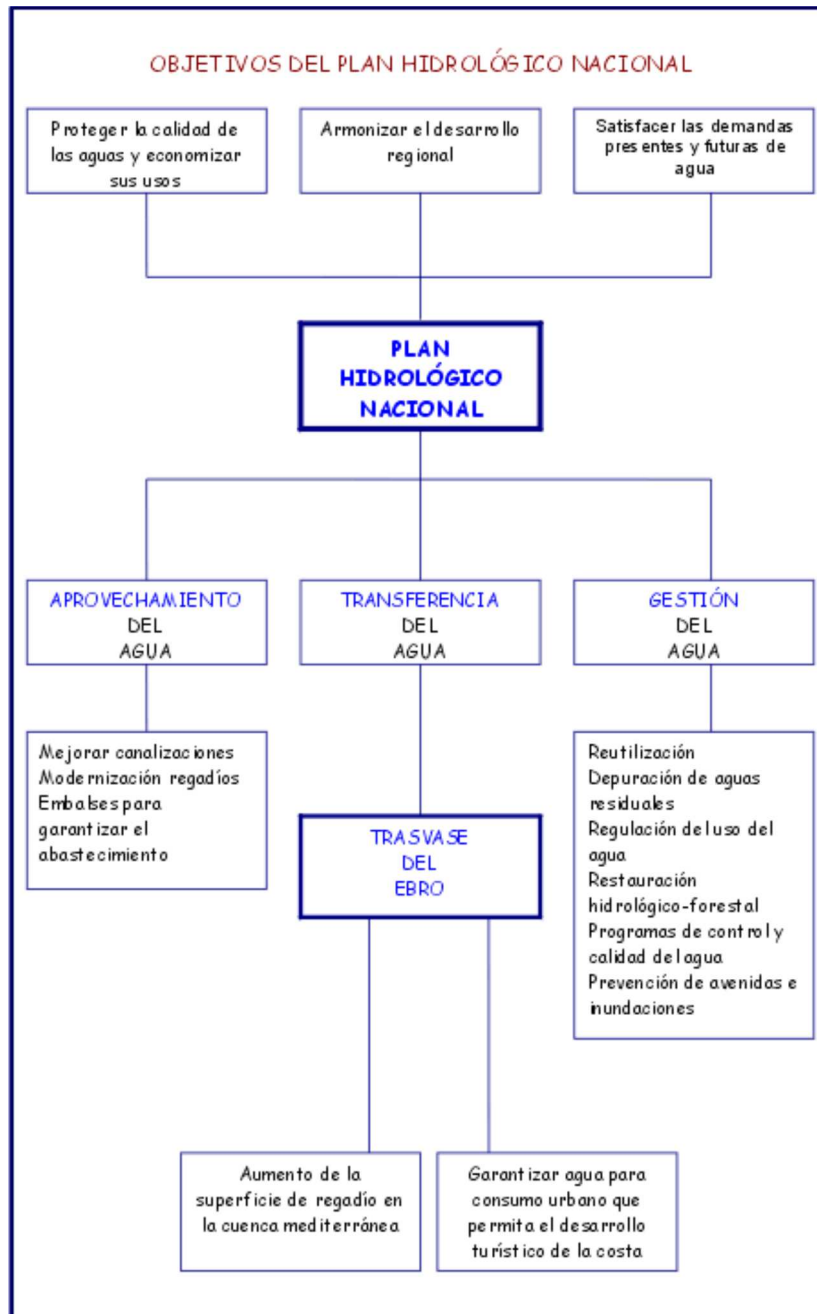 OBJETIVOS DEL PLAN HIDROLÓGICO NACIONAL
Proteger la calidad de
las aguas y economizar
sus usos
Armonizar el desarrollo
regional
Satisfacer las demandas
presentes y futuras de
agua
PLAN
HIDROLÓGICO
NACIONAL
APROVECHAMIENTO
DEL
AGUA
TRANSFERENCIA
DEL
AGUA
GESTIÓN
DEL
AGUA
Mejorar canalizaciones
Modernización regadíos
Embalses para
garantizar el
abastecimiento
TRASVASE
DEL
EBRO
Reutilización
Depuración de aguas
residuales
Regulación del uso del
agua
Restauración
hidrológico-forestal
Programas de control y
calidad del agua
Prevención de avenidas e
inundaciones
Aumento de la
superficie de regadío en
la cuenca mediterránea
Garantizar agua para
consumo urbano que
permita el desarrollo
turístico de la costa